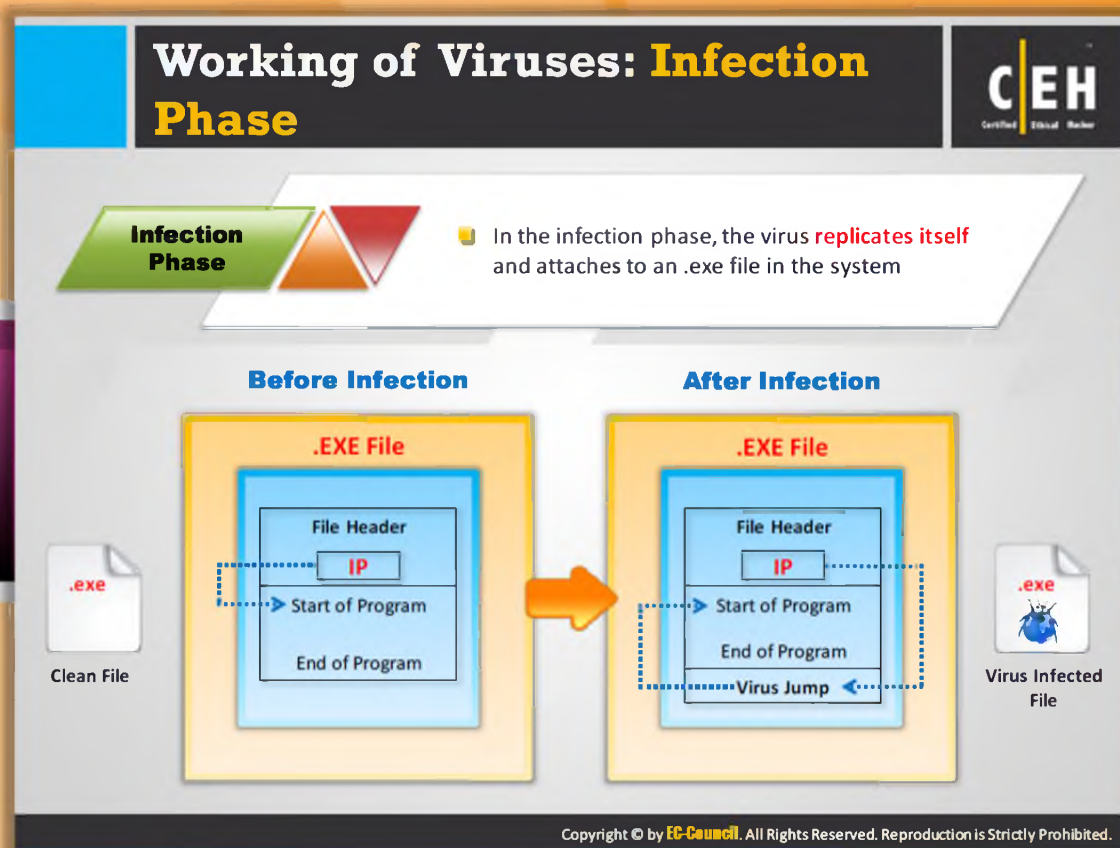 Working of Viruses: Infection
Phase
CEH
Certified Ethical Hacker
Infection
Phase
In the infection phase, the virus replicates itself
and attaches to an .exe file in the system
Before Infection
After Infection
.EXE File
File Header
IP
Start of Program
End of Program
.exe
Clean File
.EXE File
File Header
IP
Start of Program
End of Program
Virus Jump
.exe
Virus Infected
File
Copyright © by EC-Council. All Rights Reserved. Reproduction is Strictly Prohibited.